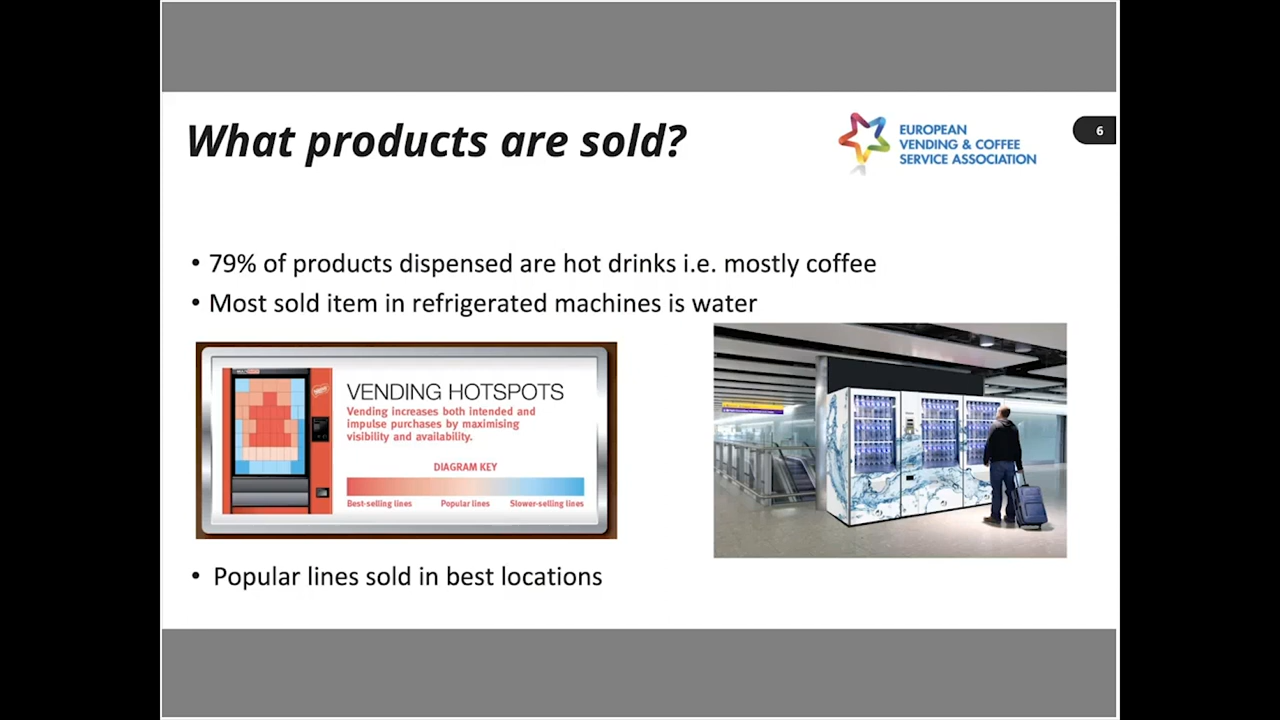 What products are sold?
EUROPEAN
VENDING & COFFEE
SERVICE ASSOCIATION
6
• 79% of products dispensed are hot drinks i.e. mostly coffee
• Most sold item in refrigerated machines is water
VENDING HOTSPOTS
Vending increases both intended and
impulse purchases by maximising
visibility and availability.
DIAGRAM KEY
Best-selling lines Popular lines Slower-selling lines
• Popular lines sold in best locations